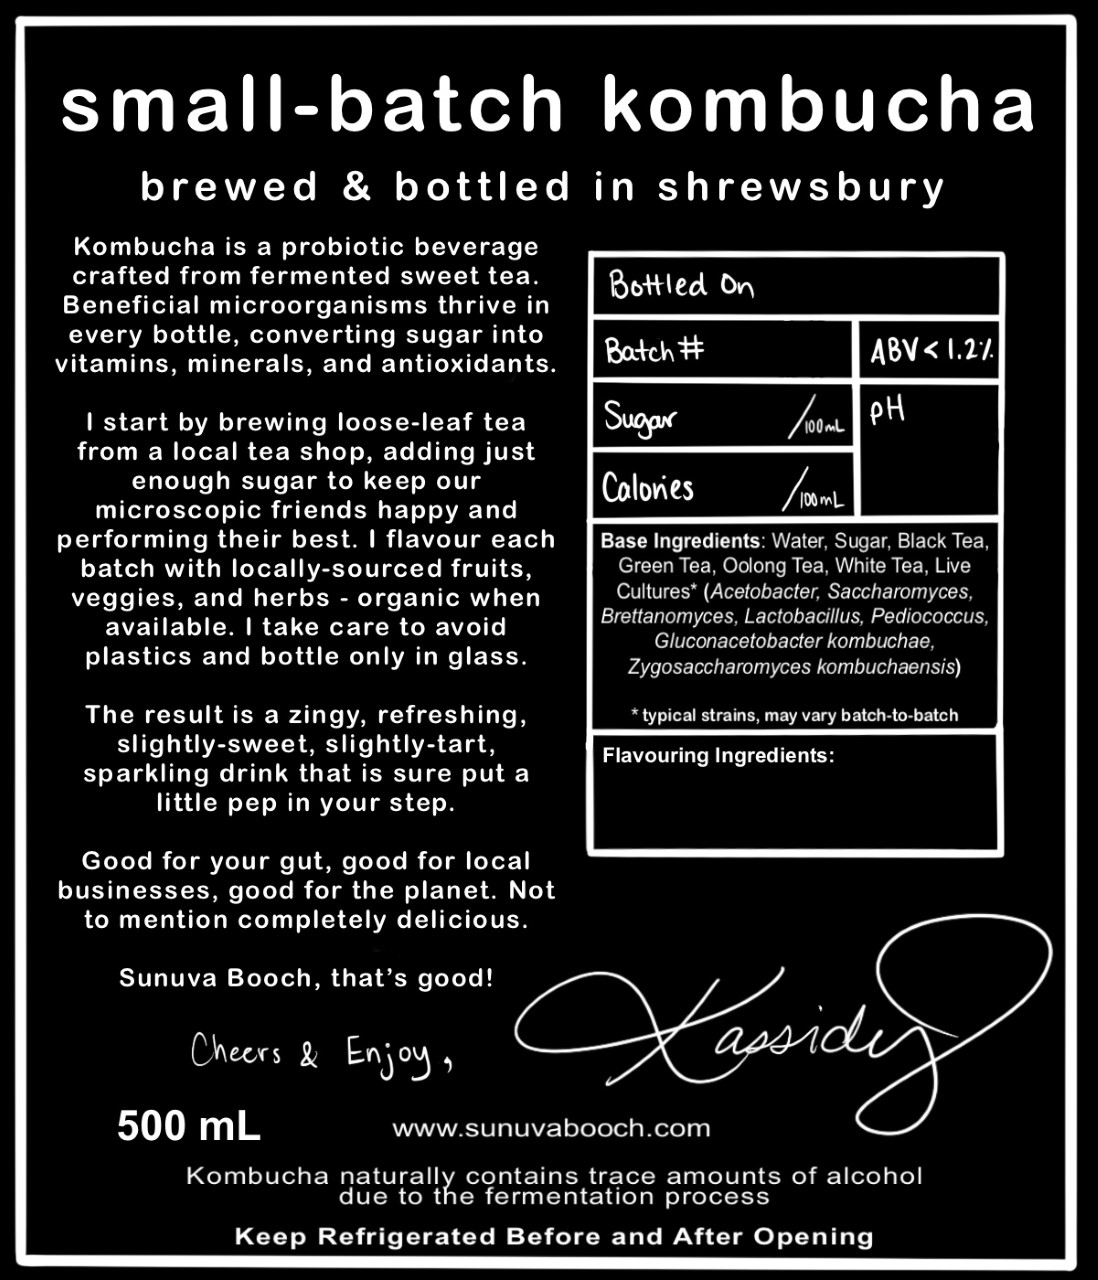 small-batch kombucha
brewed & bottled in shrewsbury
Kombucha is a probiotic beverage
crafted from fermented sweet tea.
Beneficial microorganisms thrive in
every bottle, converting sugar into
vitamins, minerals, and antioxidants.
I start by brewing loose-leaf tea
from a local tea shop, adding just
enough sugar to keep our
microscopic friends happy and
performing their best. I flavour each
batch with locally-sourced fruits,
veggies, and herbs - organic when
available. I take care to avoid
plastics and bottle only in glass.
The result is a zingy, refreshing,
slightly-sweet, slightly-tart,
sparkling drink that is sure put a
little pep in your step.
Good for your gut, good for local
businesses, good for the planet. Not
to mention completely delicious.
Sunuva Booch, that's good!
Cheers & Enjoy,
Kassidy
Bottled On
Batch #
ABV < 1.2%
Sugar /100mL
pH
Calories /100mL
Base Ingredients: Water, Sugar, Black Tea,
Green Tea, Oolong Tea, White Tea, Live
Cultures* (Acetobacter, Saccharomyces,
Brettanomyces, Lactobacillus, Pediococcus,
Gluconacetobacter kombuchae,
Zygosaccharomyces kombuchaensis)
* typical strains, may vary batch-to-batch
Flavouring Ingredients:
500 mL
www.sunuvabooch.com
Kombucha naturally contains trace amounts of alcohol
due to the fermentation process
Keep Refrigerated Before and After Opening